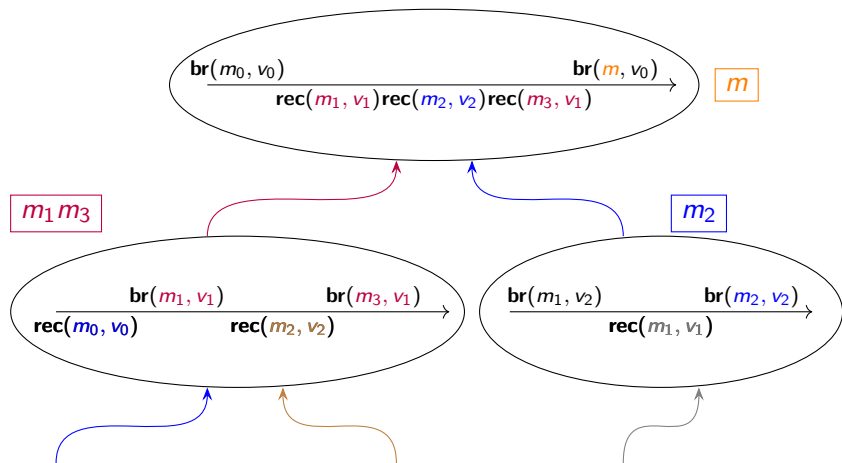 br(m₀, v₀) br(m, v₀)
rec(m₁, v₁)rec(m₂, v₂)rec(m₃, v₁)
m
m₁m₃
m₂
br(m₁, v₁) br(m₃, v₁)
rec(m₀, v₀) rec(m₂, v₂)
br(m₁, v₂) br(m₂, v₂)
rec(m₁, v₁)